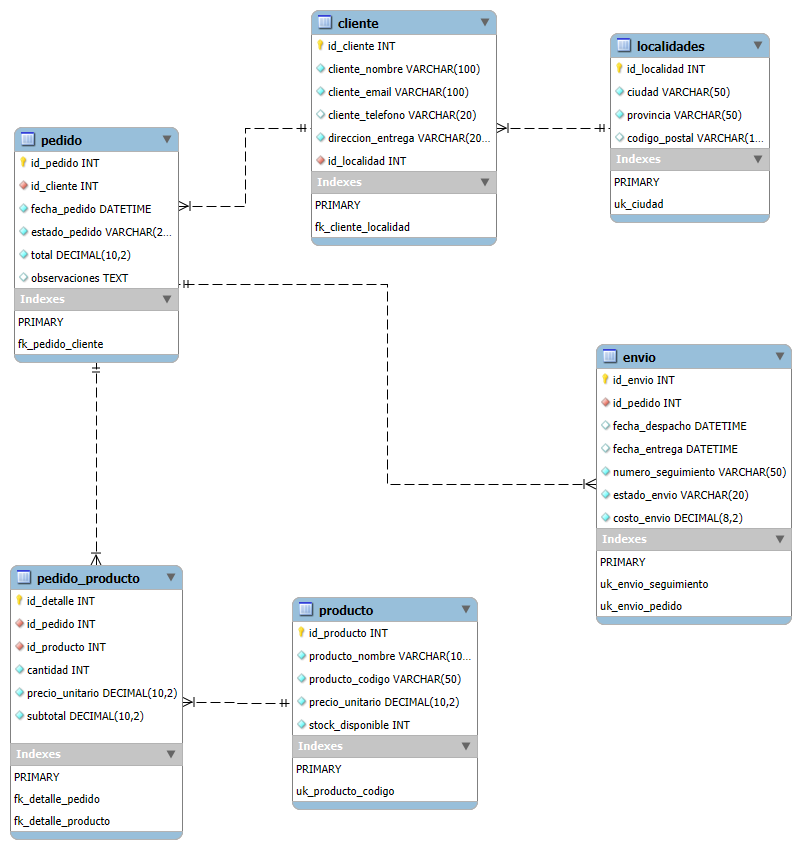 cliente
id_cliente INT
cliente_nombre VARCHAR(100)
cliente_email VARCHAR(100)
cliente_telefono VARCHAR(20)
direccion_entrega VARCHAR(20...
id_localidad INT
Indexes
PRIMARY
fk_cliente_localidad
localidades
id_localidad INT
ciudad VARCHAR(50)
provincia VARCHAR(50)
codigo_postal VARCHAR(1...
Indexes
PRIMARY
uk_ciudad
pedido
id_pedido INT
id_cliente INT
fecha_pedido DATETIME
estado_pedido VARCHAR(2...
total DECIMAL(10,2)
observaciones TEXT
Indexes
PRIMARY
fk_pedido_cliente
envio
id_envio INT
id_pedido INT
fecha_despacho DATETIME
fecha_entrega DATETIME
numero_seguimiento VARCHAR(50)
estado_envio VARCHAR(20)
costo_envio DECIMAL(8,2)
Indexes
PRIMARY
uk_envio_seguimiento
uk_envio_pedido
pedido_producto
id_detalle INT
id_pedido INT
id_producto INT
cantidad INT
precio_unitario DECIMAL(10,2)
subtotal DECIMAL(10,2)
Indexes
PRIMARY
fk_detalle_pedido
fk_detalle_producto
producto
id_producto INT
producto_nombre VARCHAR(10...
producto_codigo VARCHAR(50)
precio_unitario DECIMAL(10,2)
stock_disponible INT
Indexes
PRIMARY
uk_producto_codigo